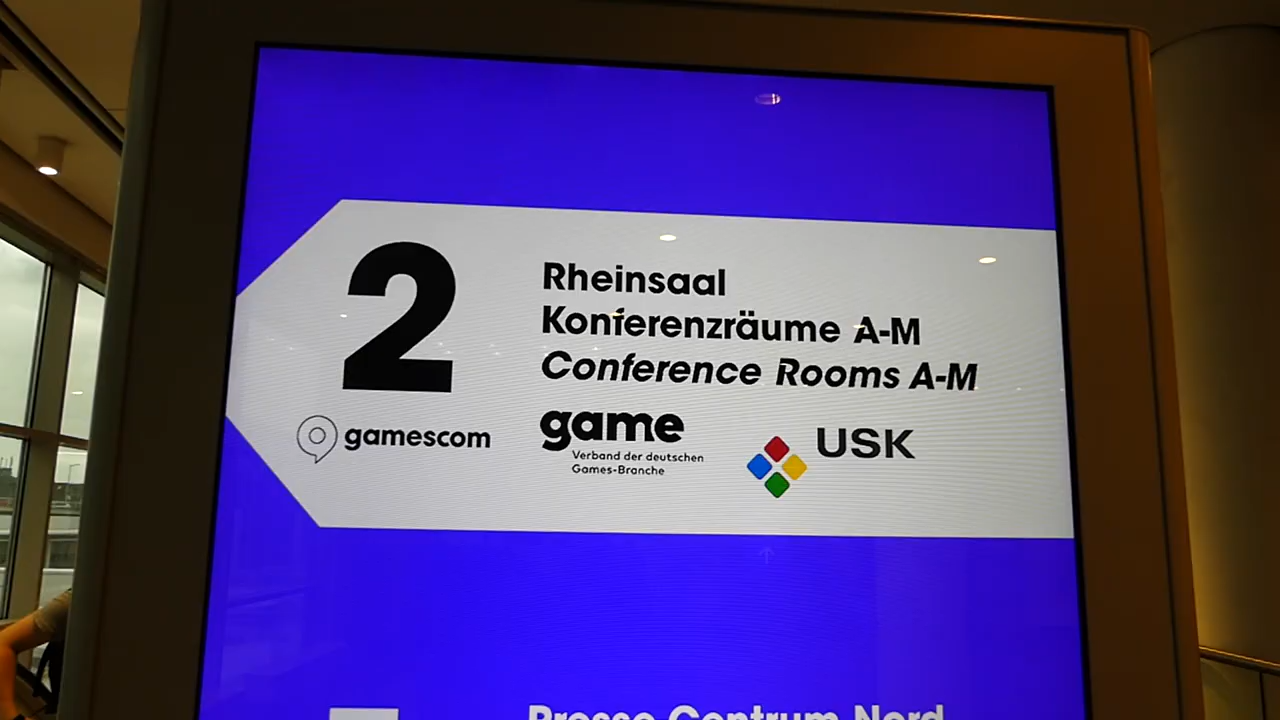 2
Rheinsaal
Konferenzräume A-M
Conference Rooms A-M
gamescom
game
Verband der deutschen
Games-Branche
USK
Presse Centrum Nord